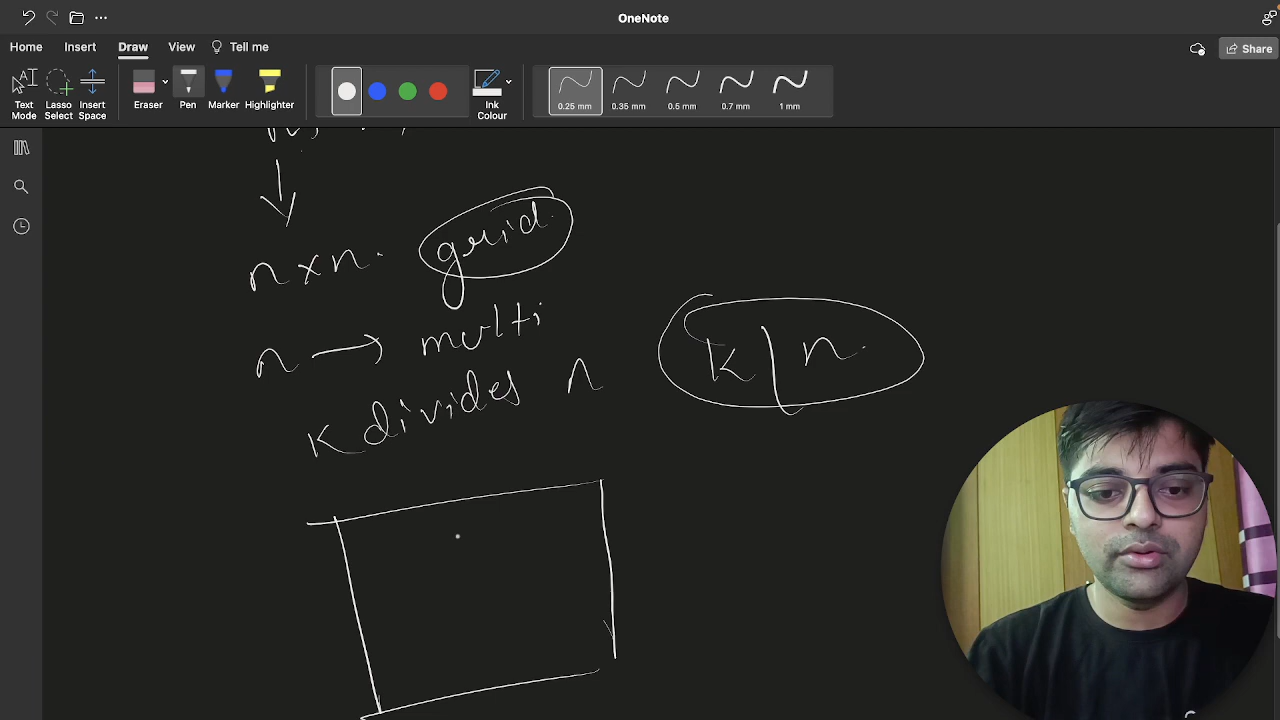 OneNote
Home Insert Draw View Tell me
Share
Text Mode
Lasso Select
Insert Space
Eraser
Pen
Marker
Highlighter
Ink Colour
0.25 mm
0.35 mm
0.5 mm
0.7 mm
1 mm
n x n. grid.
n → multi
k divides n
k | n.